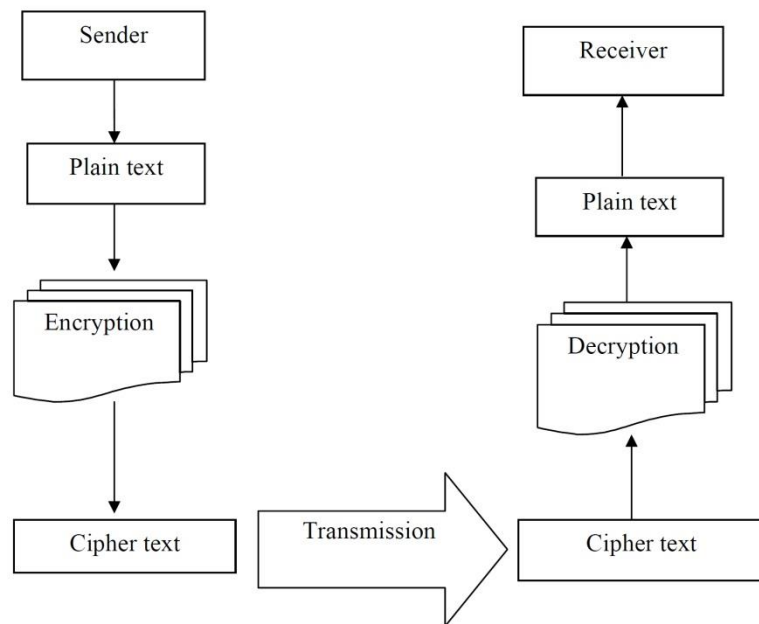 Sender
Plain text
Encryption
Cipher text
Transmission
Cipher text
Decryption
Plain text
Receiver